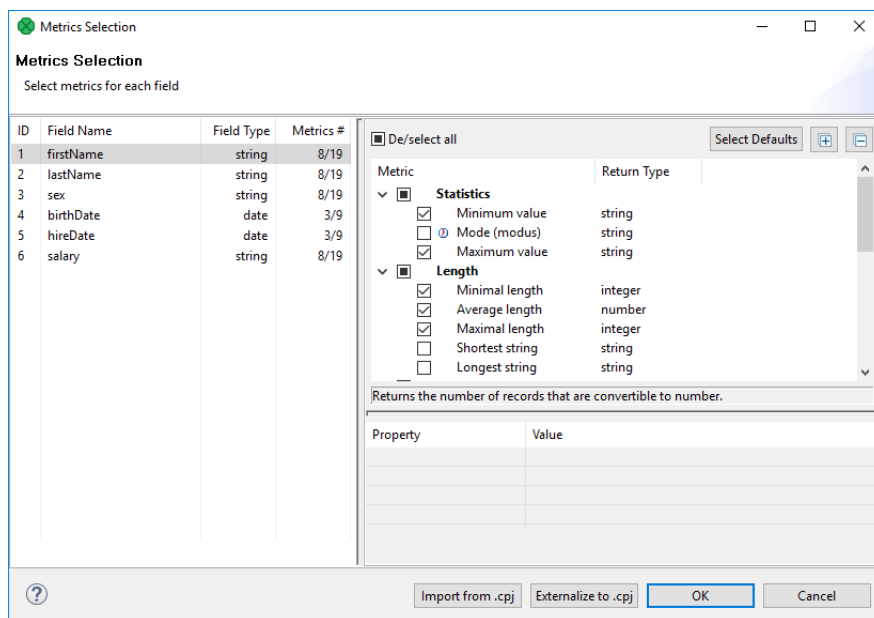 Metrics Selection
Metrics Selection
Select metrics for each field
ID Field Name Field Type Metrics #
1 firstName string 8/19
2 lastName string 8/19
3 sex string 8/19
4 birthDate date 3/9
5 hireDate date 3/9
6 salary string 8/19
De/select all Select Defaults
Metric Return Type
Statistics
Minimum value string
Mode (modus) string
Maximum value string
Length
Minimal length integer
Average length number
Maximal length integer
Shortest string string
Longest string string
Returns the number of records that are convertible to number.
Property Value
? Import from .cpj Externalize to .cpj OK Cancel